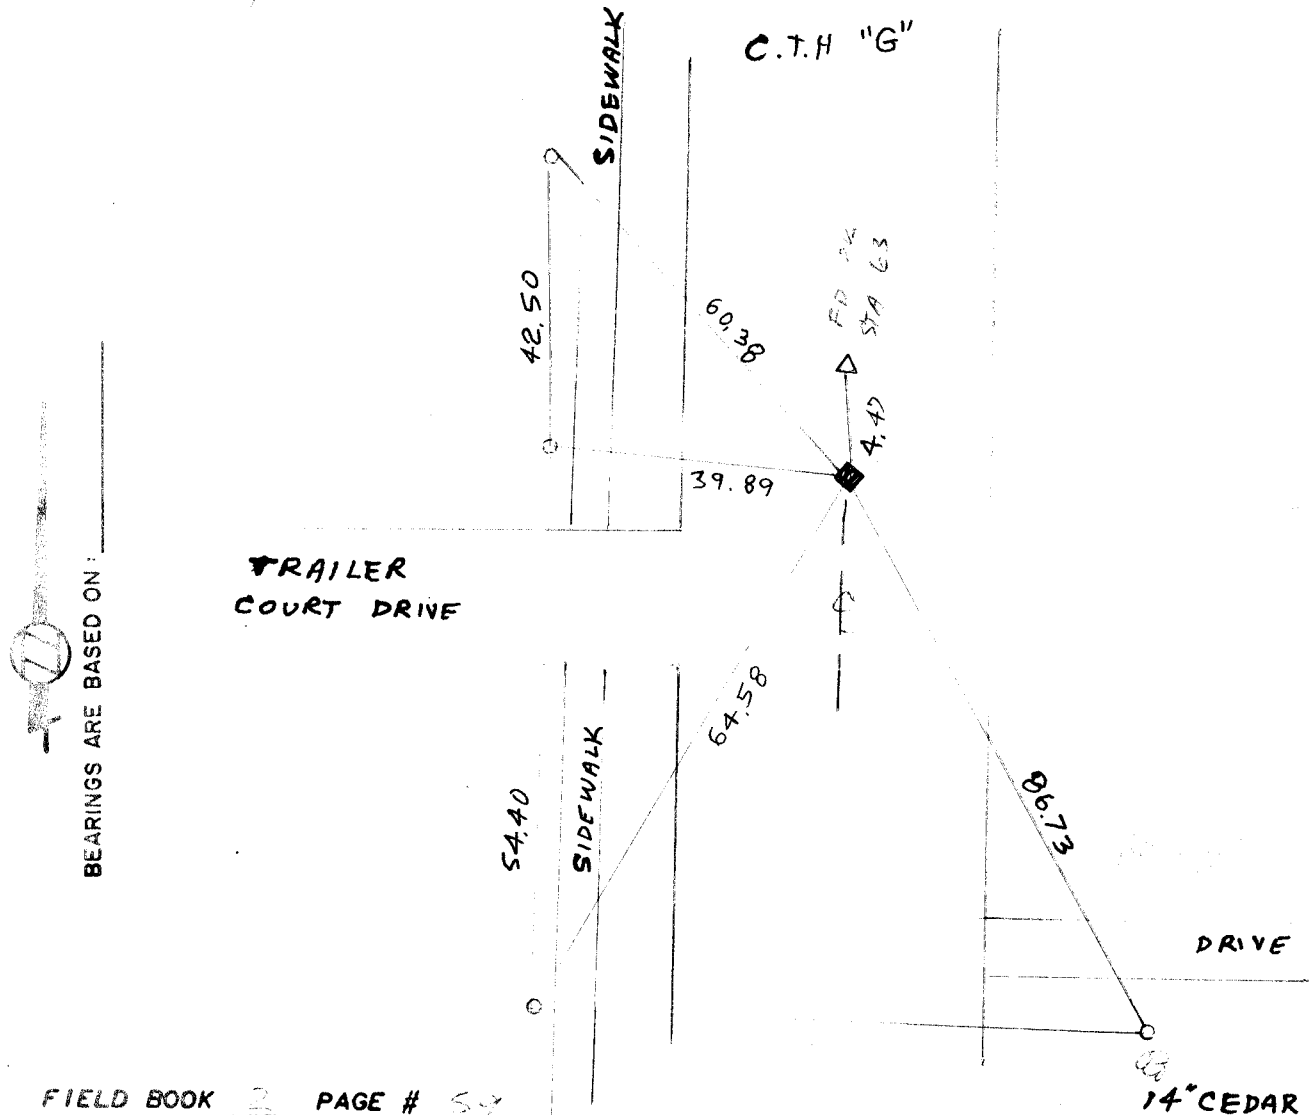 C.T.H "G"
SIDEWALK
42.50
60.38
FD
STA 63
4.47
39.89
TRAILER
COURT DRIVE
BEARINGS ARE BASED ON:
54.40
SIDEWALK
64.58
86.73
DRIVE
14" CEDAR
FIELD BOOK PAGE #